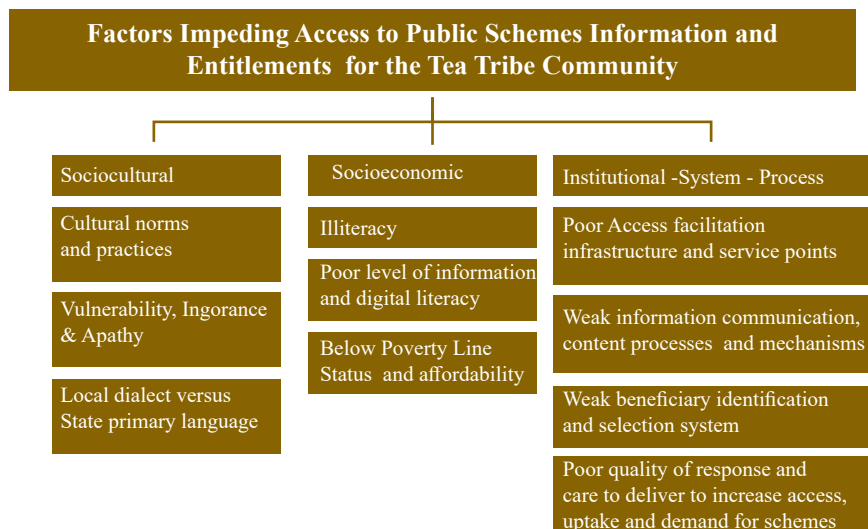 Factors Impeding Access to Public Schemes Information and
Entitlements for the Tea Tribe Community
Sociocultural
Cultural norms
and practices
Vulnerability, Ingorance
& Apathy
Local dialect versus
State primary language
Socioeconomic
Illiteracy
Poor level of information
and digital literacy
Below Poverty Line
Status and affordability
Institutional -System - Process
Poor Access facilitation
infrastructure and service points
Weak information communication,
content processes and mechanisms
Weak beneficiary identification
and selection system
Poor quality of response and
care to deliver to increase access,
uptake and demand for schemes